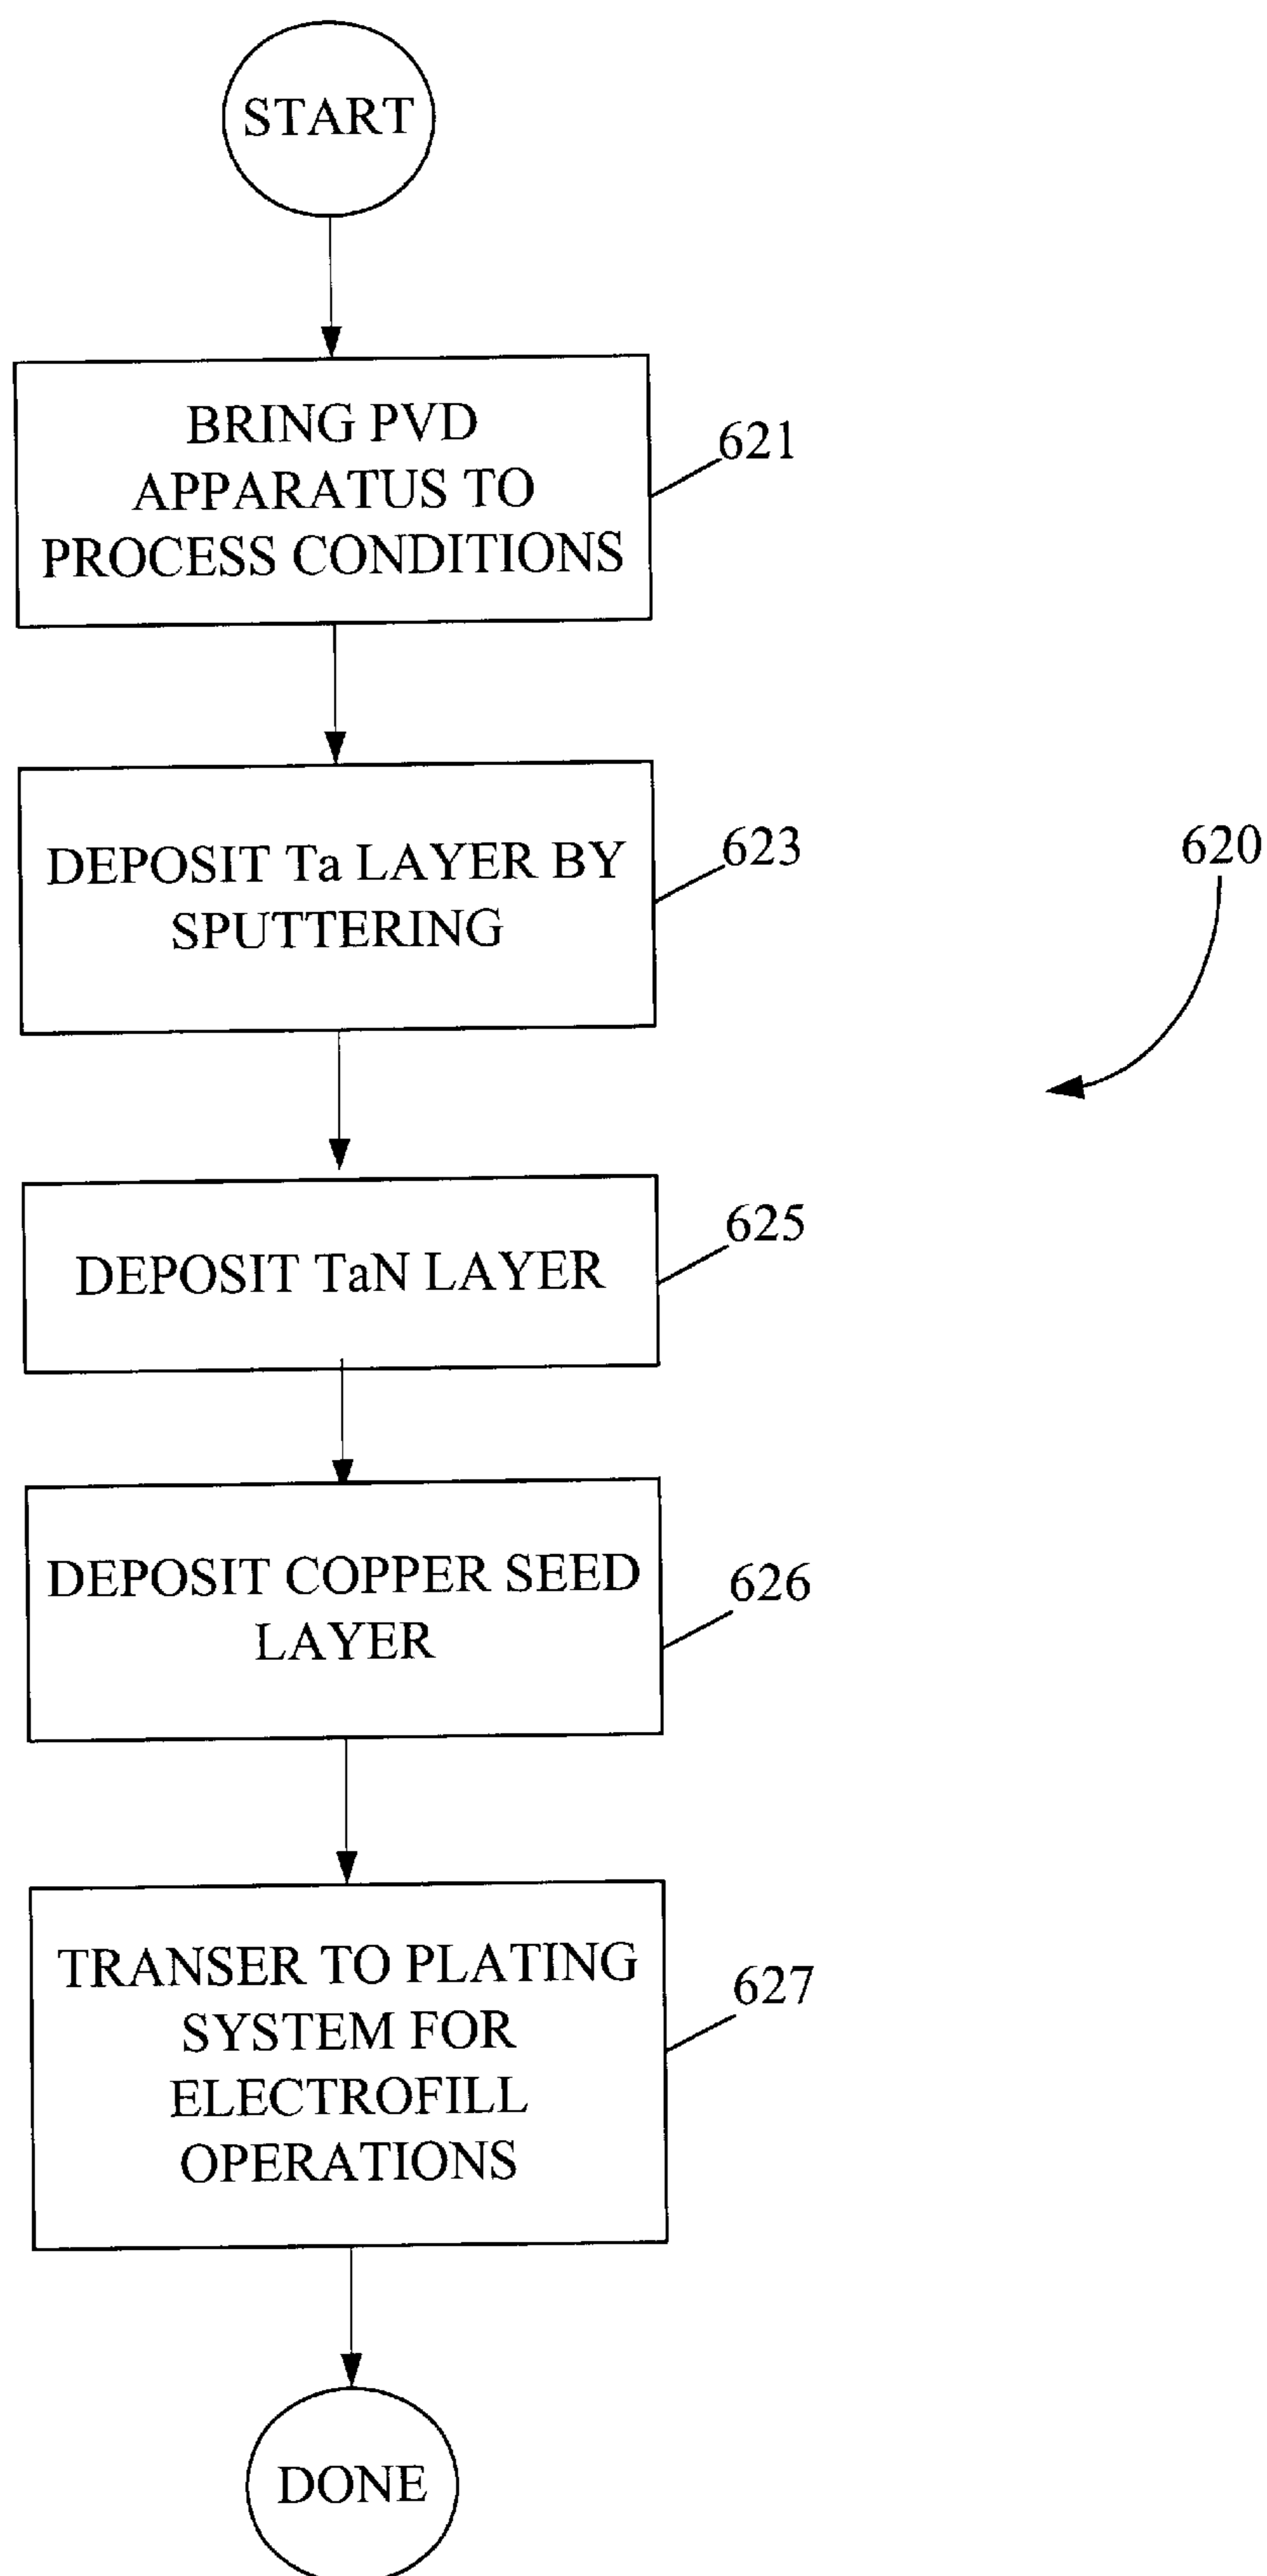 START
BRING PVD
APPARATUS TO
PROCESS CONDITIONS
621
DEPOSIT Ta LAYER BY
SPUTTERING
623
620
DEPOSIT TaN LAYER
625
DEPOSIT COPPER SEED
LAYER
626
TRANSER TO PLATING
SYSTEM FOR
ELECTROFILL
OPERATIONS
627
DONE